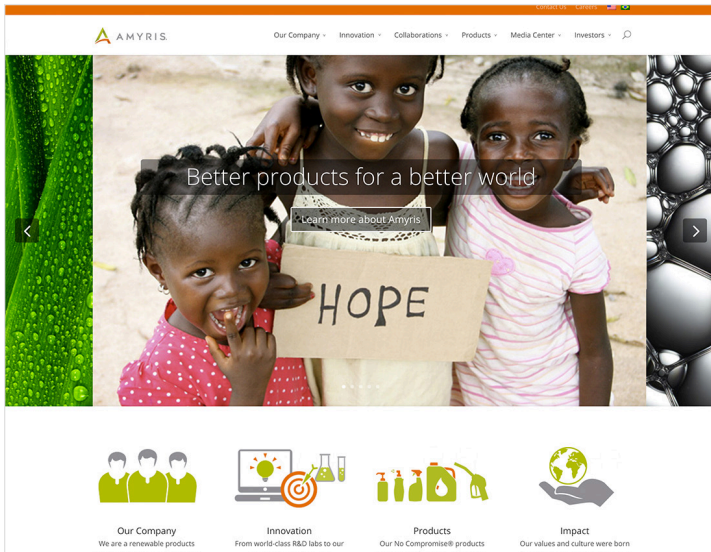 Contact Us Careers
AMYRIS
Our Company Innovation Collaborations Products Media Center Investors
Better products for a better world
Learn more about Amyris
HOPE
Our Company Innovation Products Impact
We are a renewable products From world-class R&D labs to our Our No Compromise® products Our values and culture were born